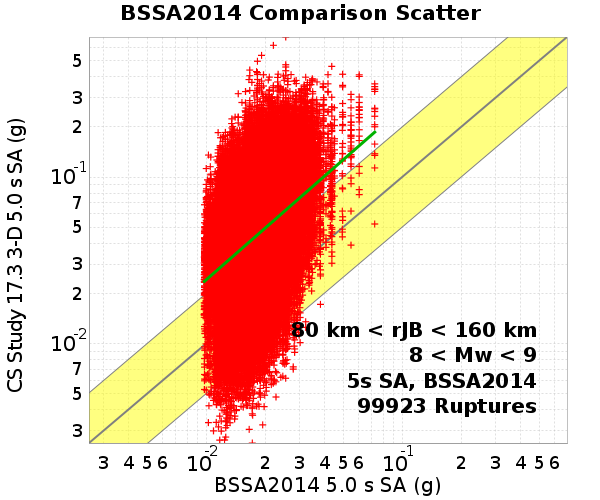 BSSA2014 Comparison Scatter
CS Study 17.3 3-D 5.0 s SA (g)
5
3
2
10-1
7
5
3
2
10-2
7
5
3
80 km < rJB < 160 km
8 < Mw < 9
5s SA, BSSA2014
99923 Ruptures
3 4 5 6 10-2 2 3 4 5 6 10-1 2 3 4 5 6
BSSA2014 5.0 s SA (g)